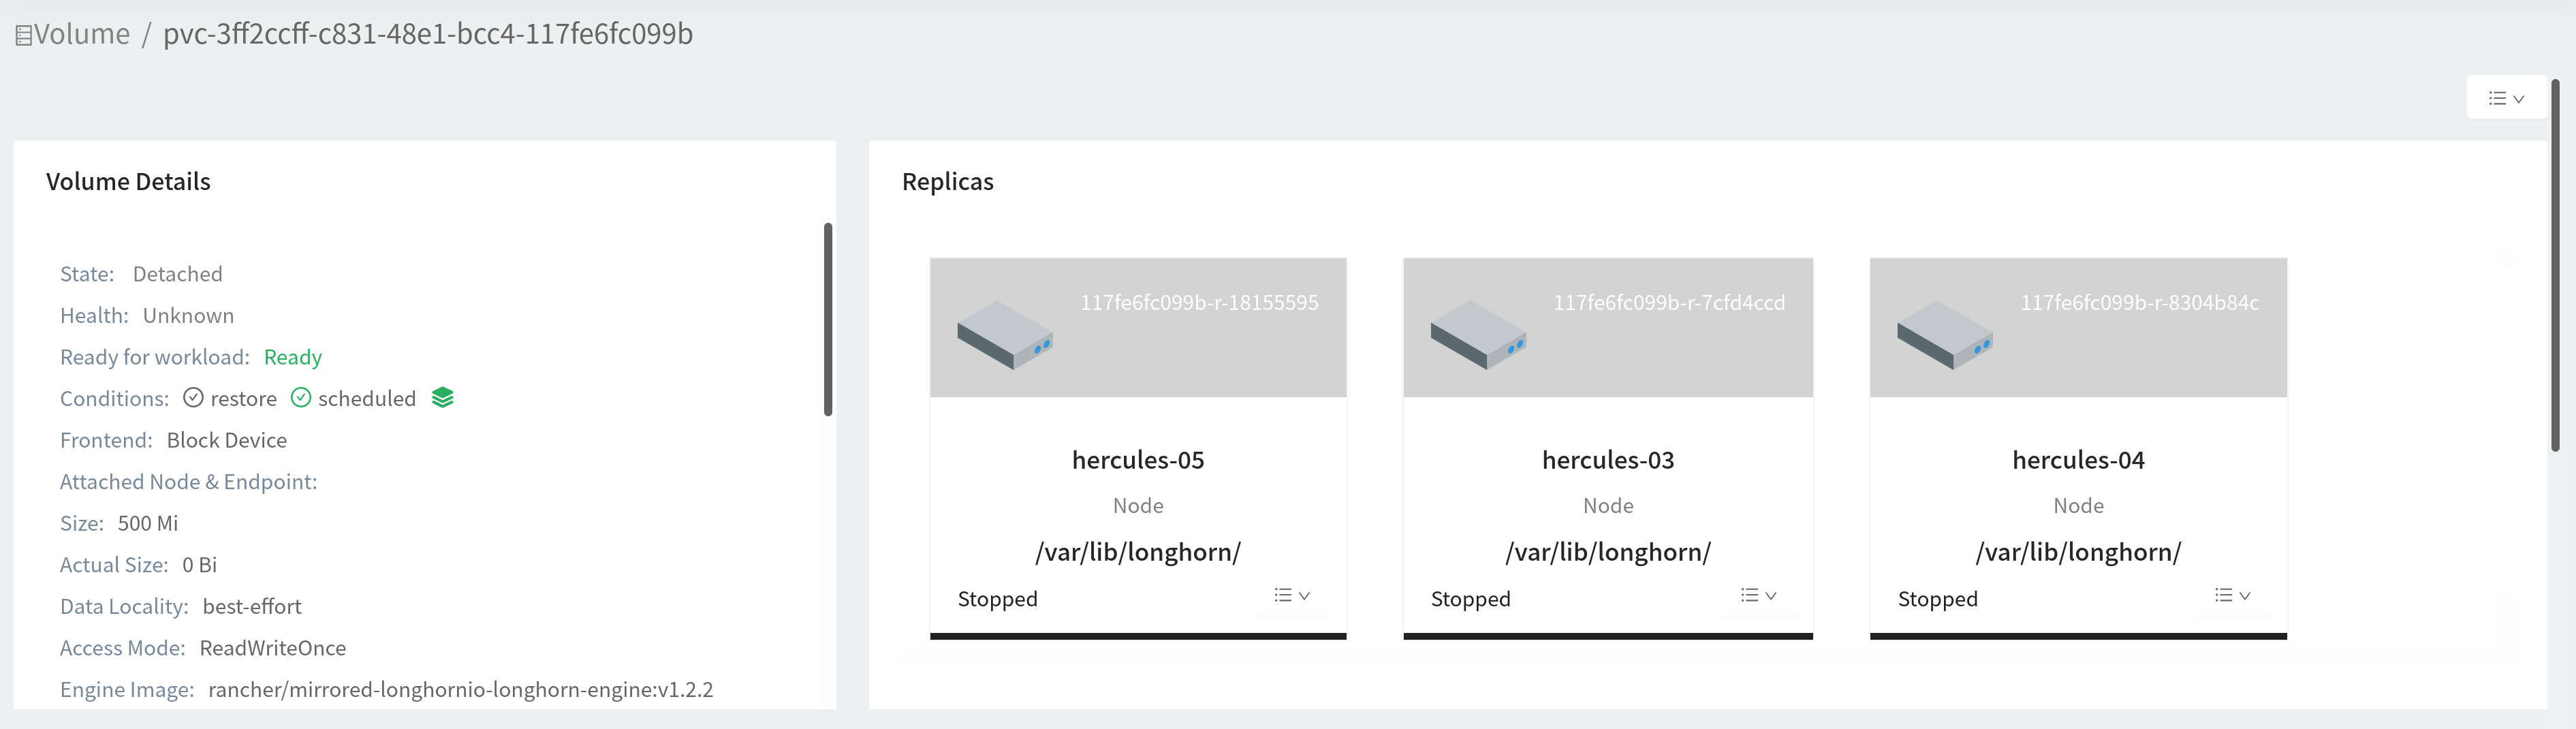 Volume / pvc-3ff2ccff-c831-48e1-bcc4-117fe6fc099b
Volume Details
State: Detached
Health: Unknown
Ready for workload: Ready
Conditions: restore scheduled
Frontend: Block Device
Attached Node & Endpoint:
Size: 500 Mi
Actual Size: 0 Bi
Data Locality: best-effort
Access Mode: ReadWriteOnce
Engine Image: rancher/mirrored-longhornio-longhorn-engine:v1.2.2
Replicas
117fe6fc099b-r-18155595
hercules-05
Node
/var/lib/longhorn/
Stopped
117fe6fc099b-r-7cfd4ccd
hercules-03
Node
/var/lib/longhorn/
Stopped
117fe6fc099b-r-8304b84c
hercules-04
Node
/var/lib/longhorn/
Stopped